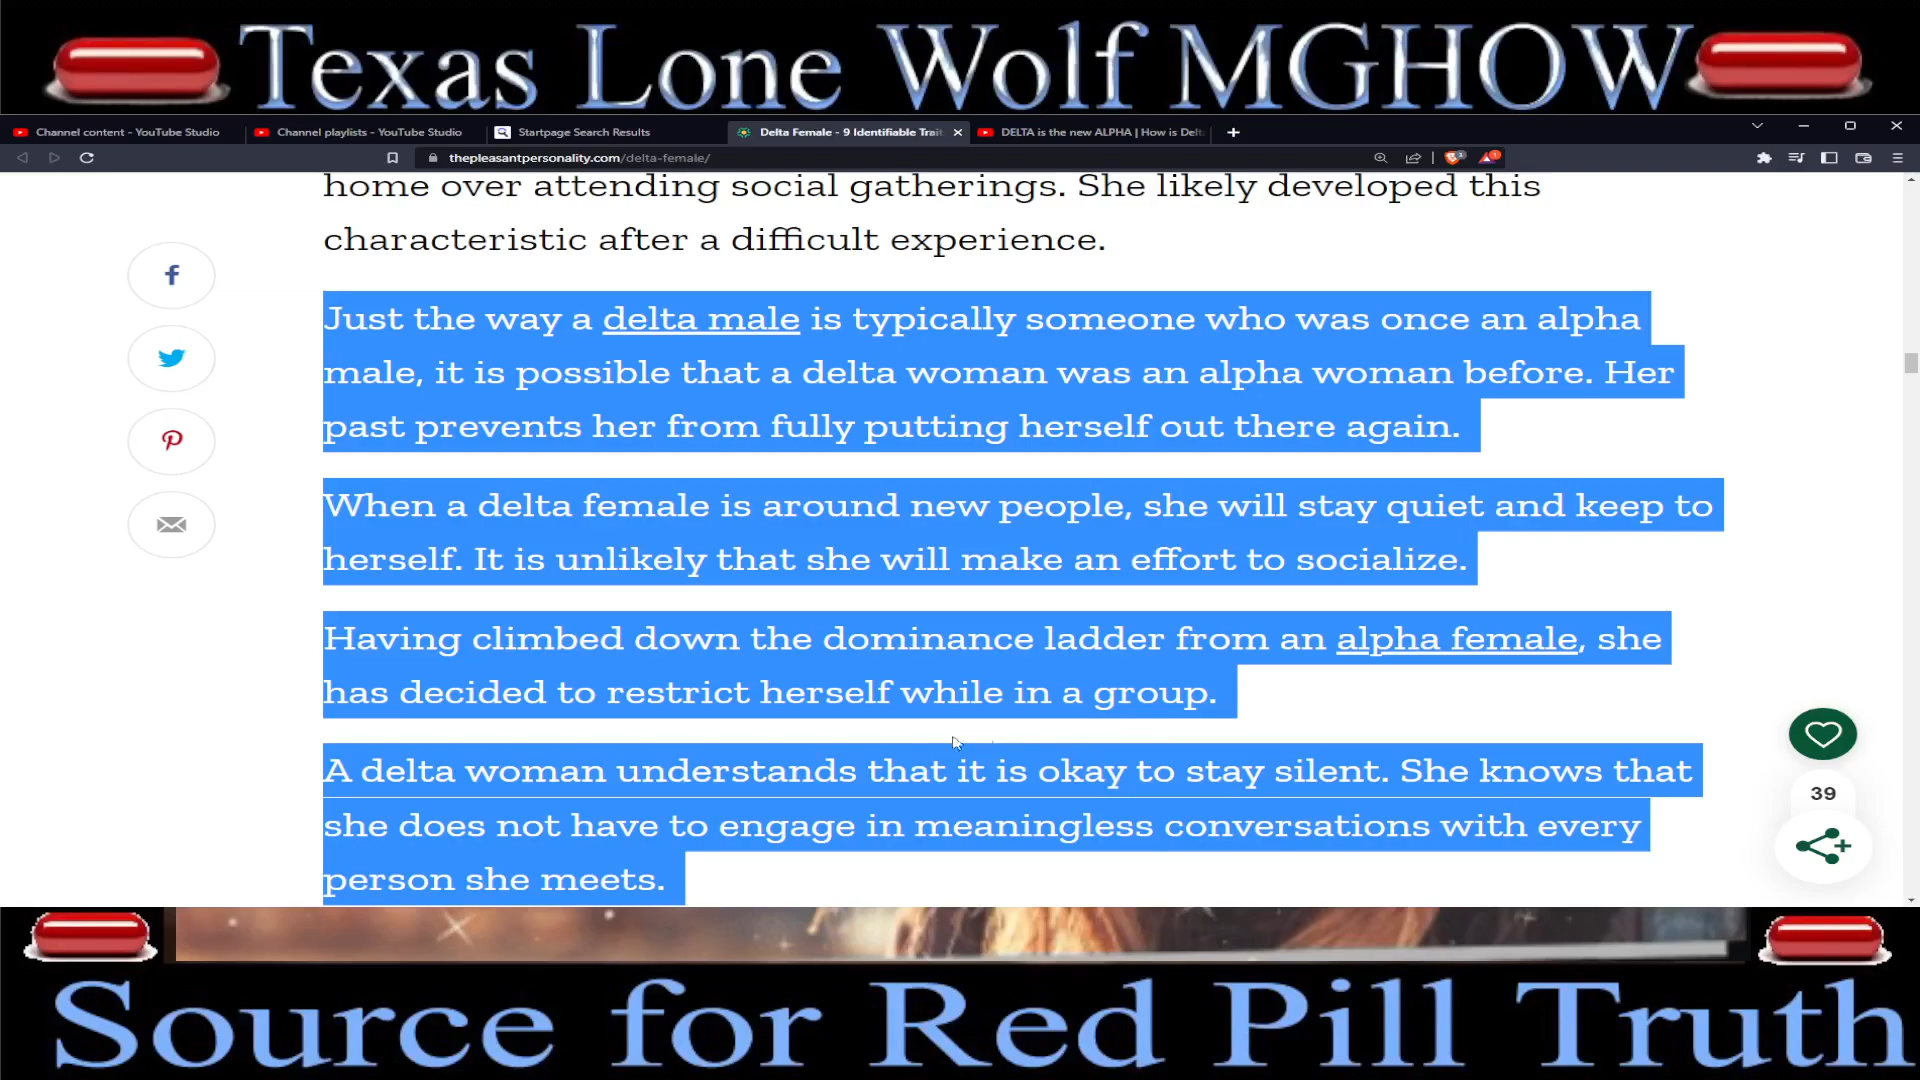 Texas Lone Wolf MGHOW
Channel content - YouTube Studio
Channel playlists - YouTube Studio
Startpage Search Results
Delta Female - 9 Identifiable Trait
DELTA is the new ALPHA | How is Delt
thepleasantpersonality.com/delta-female/
home over attending social gatherings. She likely developed this
characteristic after a difficult experience.
Just the way a delta male is typically someone who was once an alpha
male, it is possible that a delta woman was an alpha woman before. Her
past prevents her from fully putting herself out there again.
When a delta female is around new people, she will stay quiet and keep to
herself. It is unlikely that she will make an effort to socialize.
Having climbed down the dominance ladder from an alpha female, she
has decided to restrict herself while in a group.
A delta woman understands that it is okay to stay silent. She knows that
she does not have to engage in meaningless conversations with every
person she meets.
39
Source for Red Pill Truth